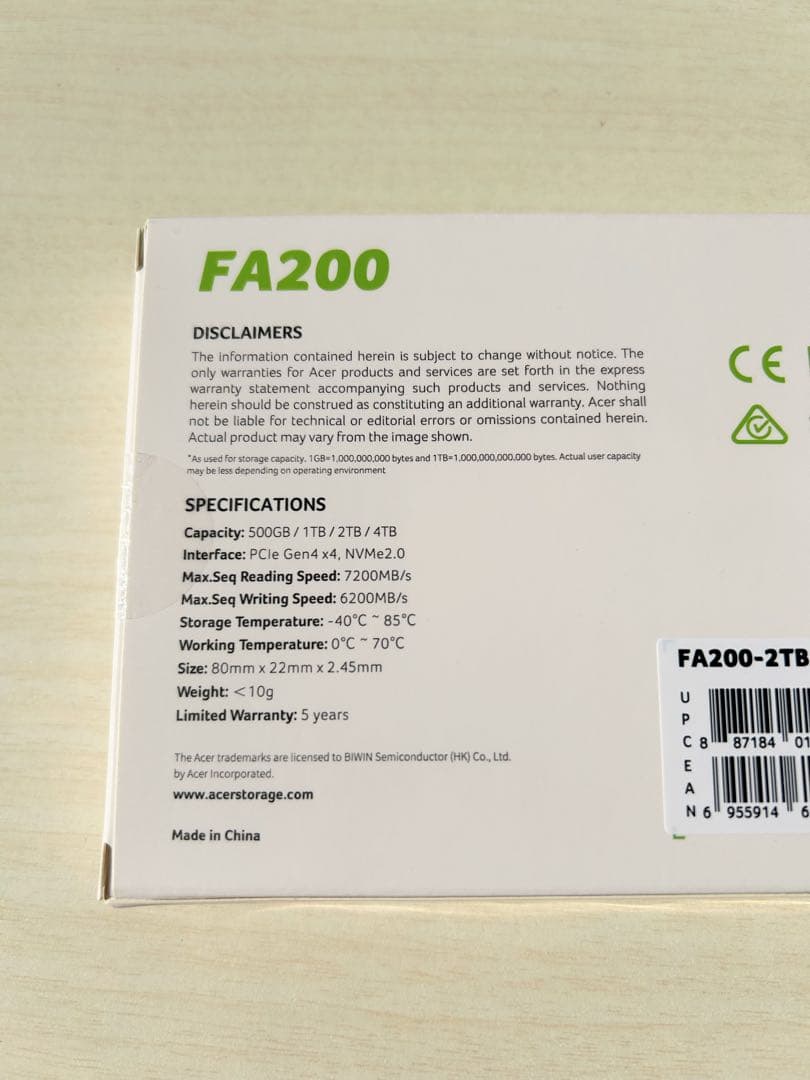 FA200
DISCLAIMERS
The information contained herein is subject to change without notice. The
only warranties for Acer products and services are set forth in the express
warranty statement accompanying such products and services. Nothing
herein should be construed as constituting an additional warranty. Acer shall
not be liable for technical or editorial errors or omissions contained herein.
Actual product may vary from the image shown.
*As used for storage capacity, 1GB=1,000,000,000 bytes and 1TB=1,000,000,000,000 bytes. Actual user capacity
may be less depending on operating environment
SPECIFICATIONS
Capacity: 500GB / 1TB / 2TB / 4TB
Interface: PCIe Gen4 x4, NVMe2.0
Max.Seq Reading Speed: 7200MB/s
Max.Seq Writing Speed: 6200MB/s
Storage Temperature: -40°C ~ 85°C
Working Temperature: 0°C ~ 70°C
Size: 80mm x 22mm x 2.45mm
Weight: <10g
Limited Warranty: 5 years
The Acer trademarks are licensed to BIWIN Semiconductor (HK) Co., Ltd.
by Acer Incorporated.
www.acerstorage.com
Made in China
CE
FA200-2TB
UPC
8 87184 01
EAN
6 955914 6